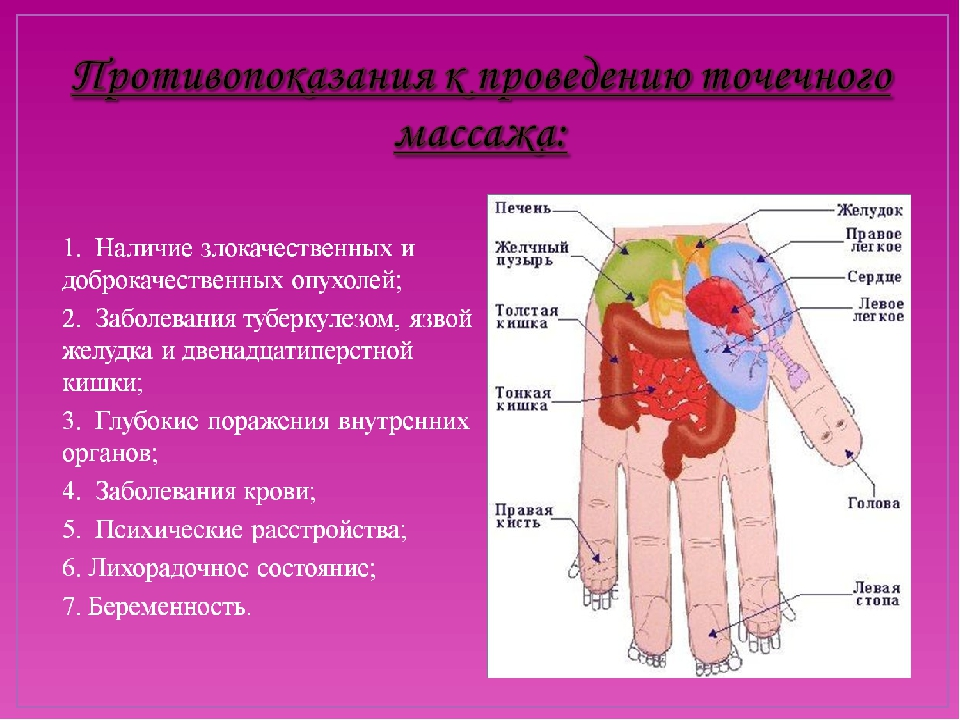 Противопоказания к проведению точечного
массажа:
1. Наличие злокачественных и
доброкачественных опухолей;
2. Заболевания туберкулезом, язвой
желудка и двенадцатиперстной
кишки;
3. Глубокие поражения внутренних
органов;
4. Заболевания крови;
5. Психические расстройства;
6. Лихорадочное состояние;
7. Беременность.
Печень
Желчный
пузырь
Толстая
кишка
Тонкая
кишка
Правая
кисть
Желудок
Правое
легкое
Сердце
Левое
легкое
Голова
Левая
стопа